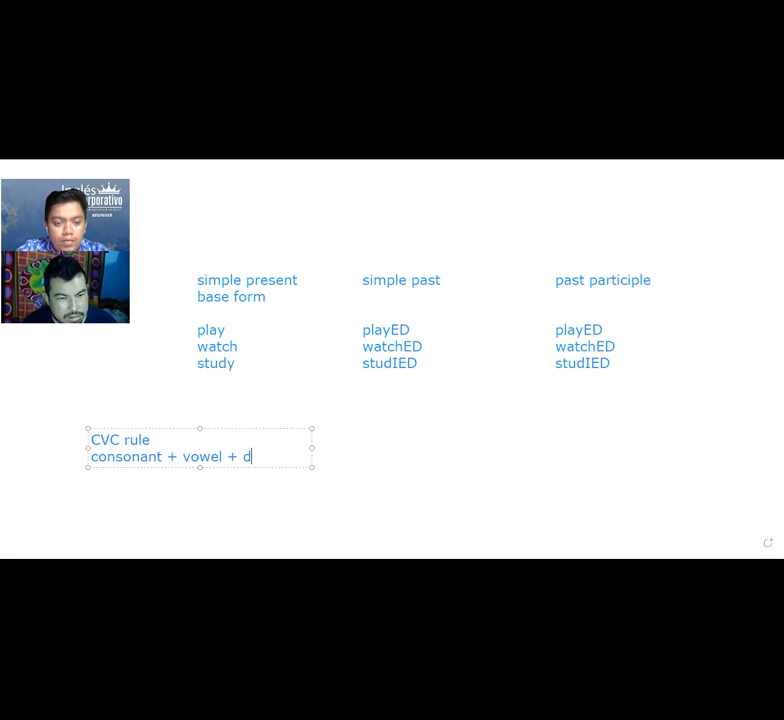 Inglés
BEGINNER
simple present
base form
simple past
past participle
play
playED
playED
watch
watchED
watchED
study
studIED
studIED
CVC rule
consonant + vowel + d